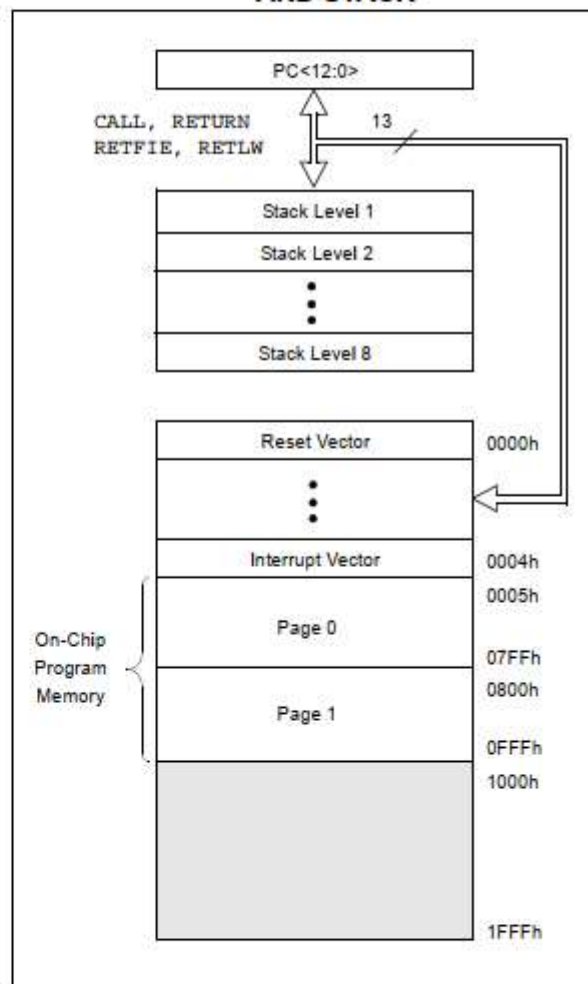 AND STACK
PC<12:0>
CALL, RETURN
RETFIE, RETLW
13
Stack Level 1
Stack Level 2
Stack Level 8
Reset Vector
0000h
Interrupt Vector
0004h
0005h
Page 0
07FFh
On-Chip
Program
Memory
0800h
Page 1
0FFFh
1000h
1FFFh